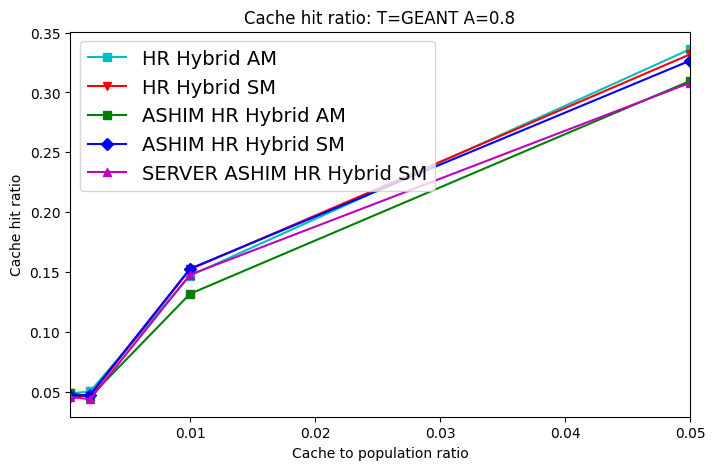 Cache hit ratio: T=GEANT A=0.8
0.35
0.30
0.25
0.20
0.15
0.10
0.05
Cache hit ratio
HR Hybrid AM
HR Hybrid SM
ASHIM HR Hybrid AM
ASHIM HR Hybrid SM
SERVER ASHIM HR Hybrid SM
0.01 0.02 0.03 0.04 0.05
Cache to population ratio